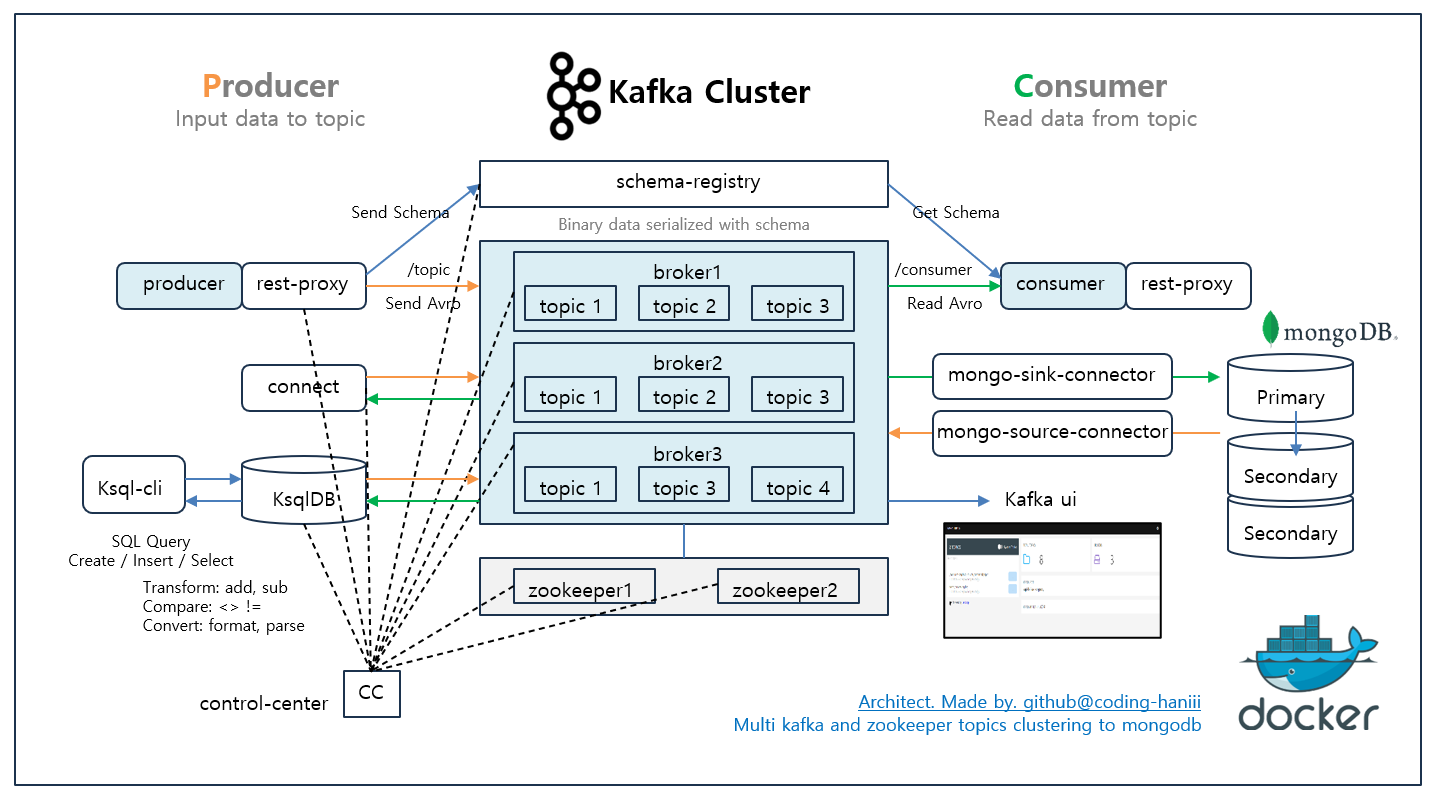 Producer
Input data to topic
Kafka Cluster
Consumer
Read data from topic
schema-registry
Send Schema
Get Schema
Binary data serialized with schema
producer
rest-proxy
/topic
Send Avro
broker1
topic 1
topic 2
topic 3
/consumer
Read Avro
consumer
rest-proxy
mongoDB
connect
broker2
topic 1
topic 2
topic 3
mongo-sink-connector
mongo-source-connector
Primary
Secondary
Secondary
Ksql-cli
KsqlDB
broker3
topic 1
topic 3
topic 4
Kafka ui
SQL Query
Create / Insert / Select
Transform: add, sub
Compare: <> !=
Convert: format, parse
zookeeper1
zookeeper2
control-center
CC
Architect. Made by. github@coding-haniii
Multi kafka and zookeeper topics clustering to mongodb
docker